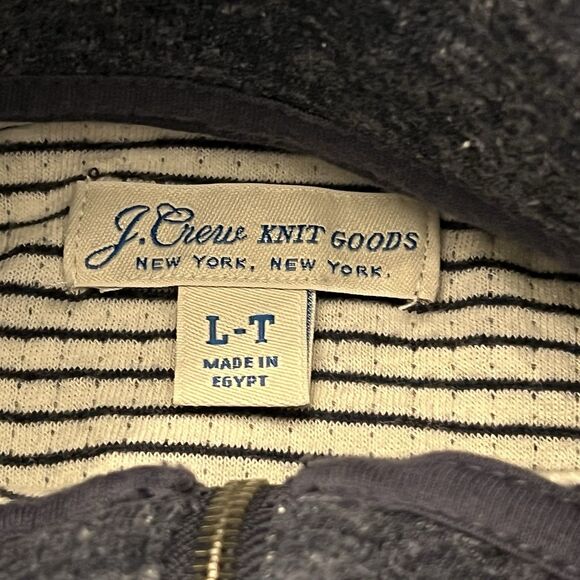 J.Crew KNIT GOODS
NEW YORK, NEW YORK.
L-T
MADE IN
EGYPT